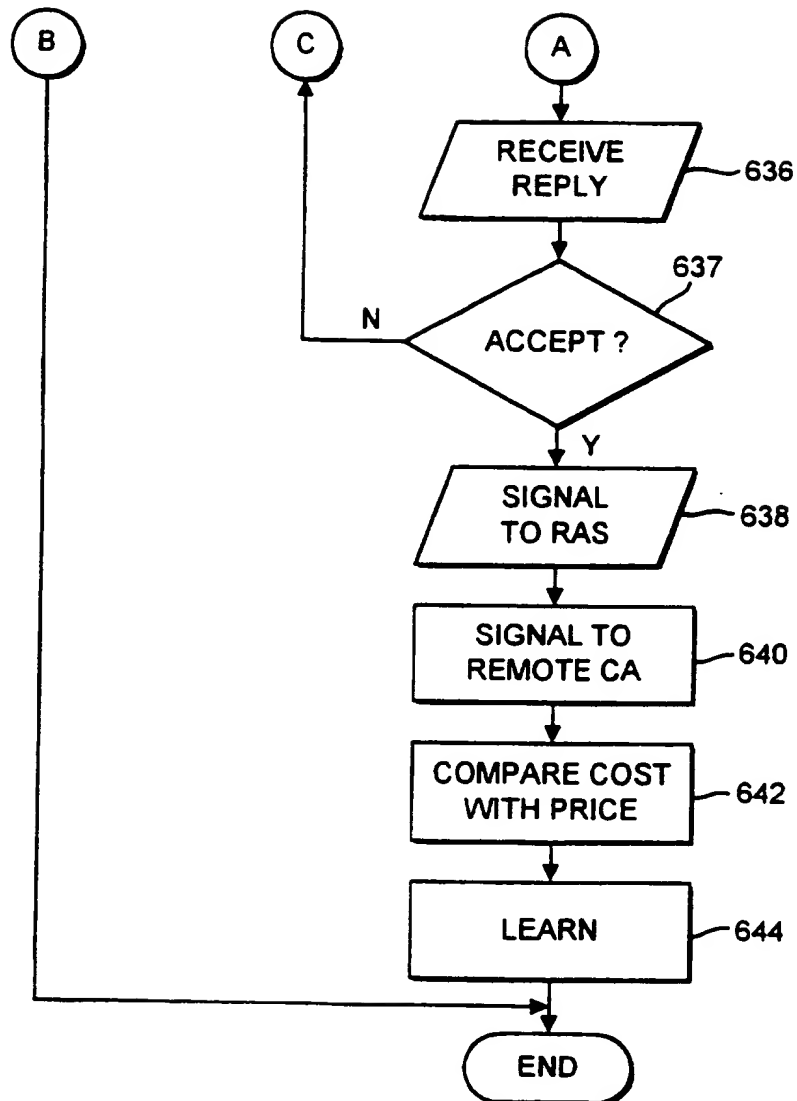 B
C
A
RECEIVE
REPLY
636
637
N
ACCEPT ?
Y
SIGNAL
TO RAS
638
SIGNAL TO
REMOTE CA
640
COMPARE COST
WITH PRICE
642
LEARN
644
END